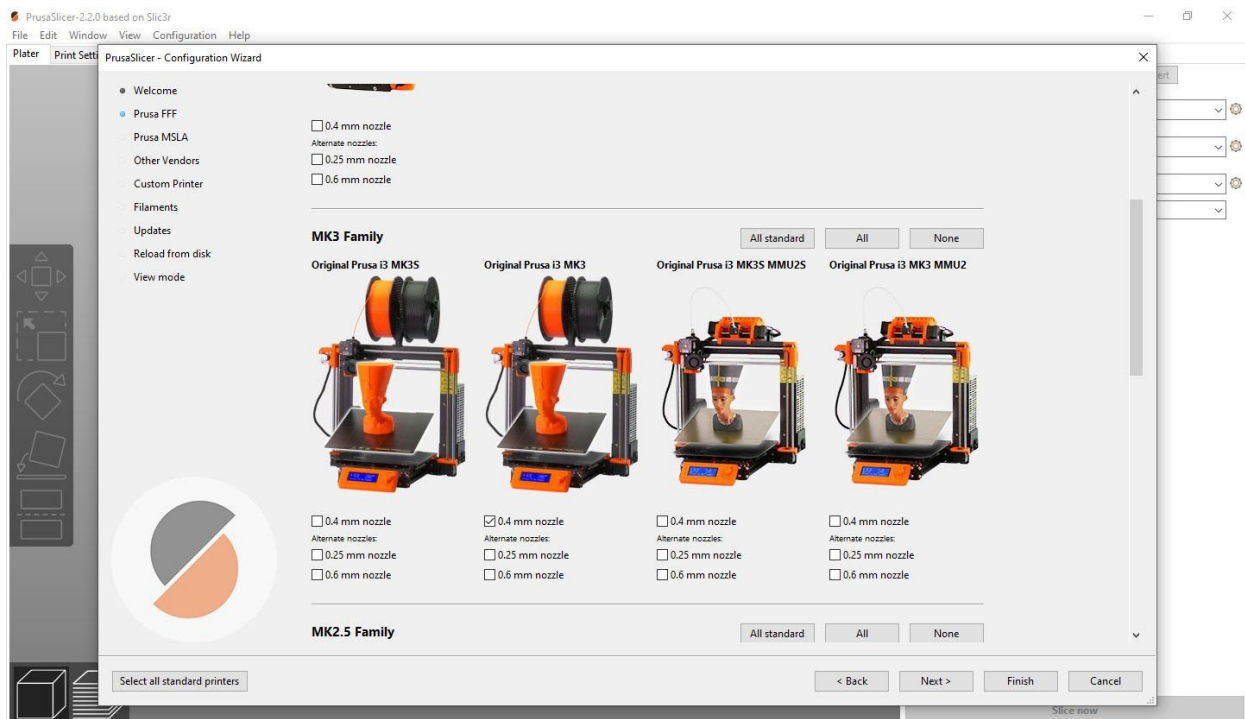 PrusaSlicer-2.2.0 based on Slic3r
File Edit Window View Configuration Help
Plater Print Setti
PrusaSlicer - Configuration Wizard
ert
Welcome
Prusa FFF
Prusa MSLA
Other Vendors
Custom Printer
Filaments
Updates
Reload from disk
View mode
0.4 mm nozzle
Alternate nozzles:
0.25 mm nozzle
0.6 mm nozzle
MK3 Family All standard All None
Original Prusa i3 MK3S Original Prusa i3 MK3 Original Prusa i3 MK3S MMU2S Original Prusa i3 MK3 MMU2
0.4 mm nozzle 0.4 mm nozzle 0.4 mm nozzle 0.4 mm nozzle
Alternate nozzles: Alternate nozzles: Alternate nozzles: Alternate nozzles:
0.25 mm nozzle 0.25 mm nozzle 0.25 mm nozzle 0.25 mm nozzle
0.6 mm nozzle 0.6 mm nozzle 0.6 mm nozzle 0.6 mm nozzle
MK2.5 Family All standard All None
Select all standard printers < Back Next > Finish Cancel
Slice now